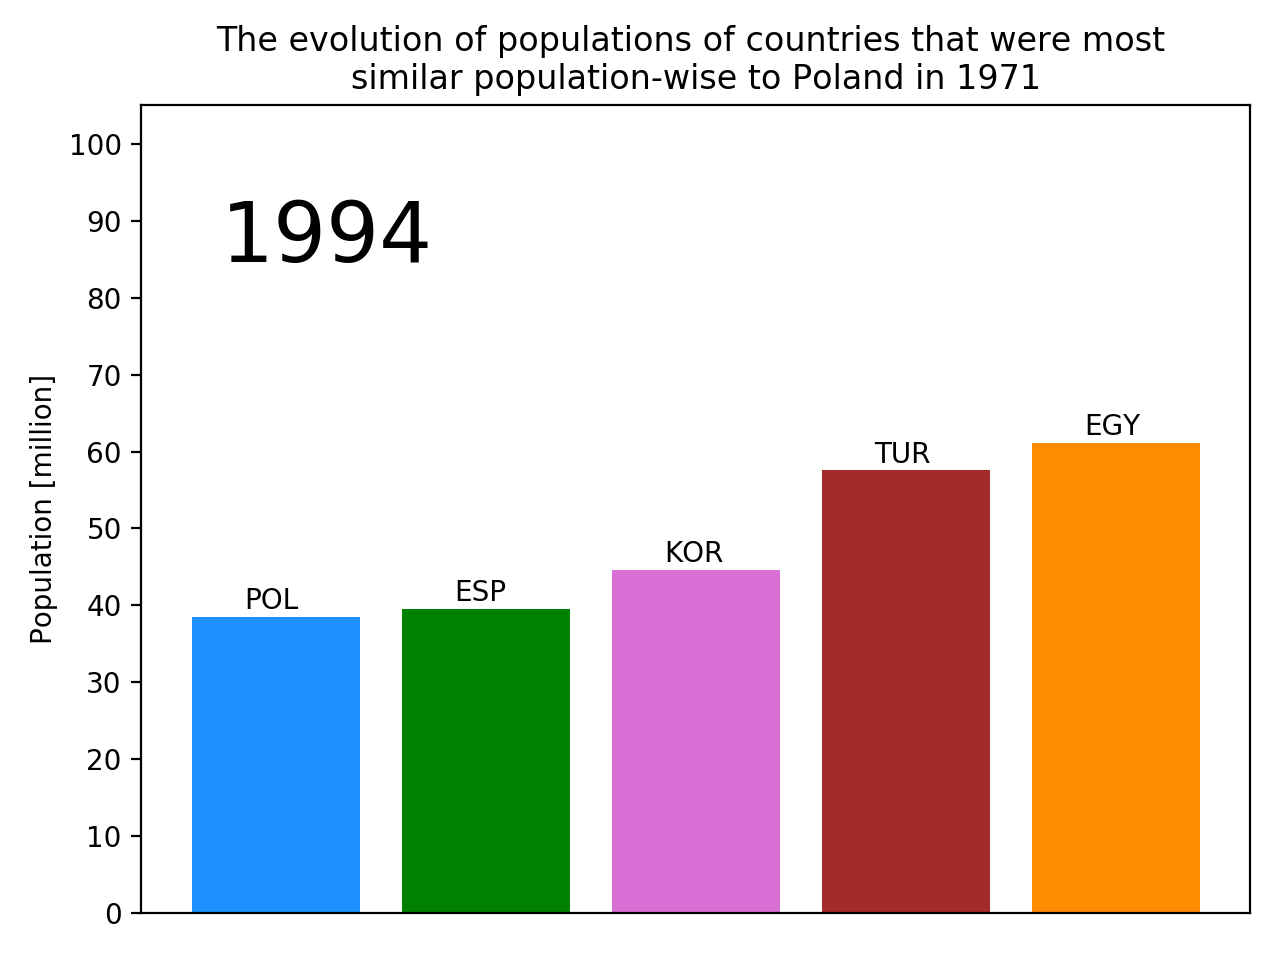 The evolution of populations of countries that were most
similar population-wise to Poland in 1971
1994
Population [million]
100
90
80
70
60
50
40
30
20
10
0
POL
ESP
KOR
TUR
EGY